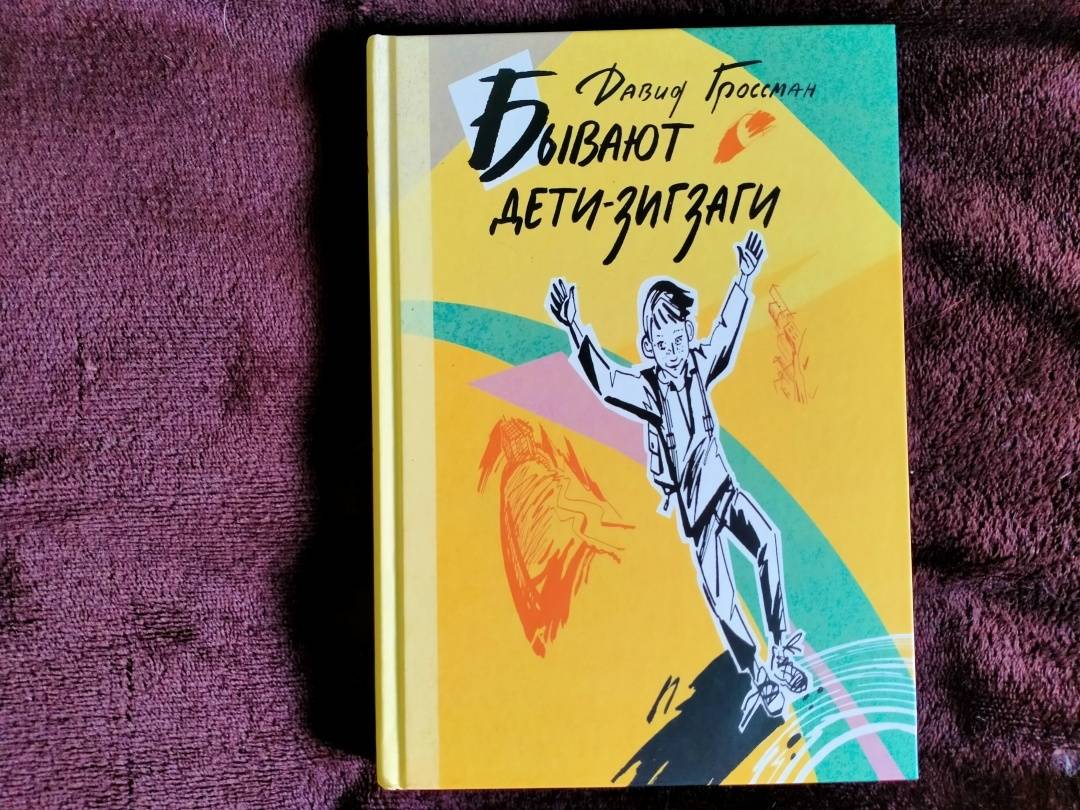 Давид Гроссман
Бывают
дети-зигзаги